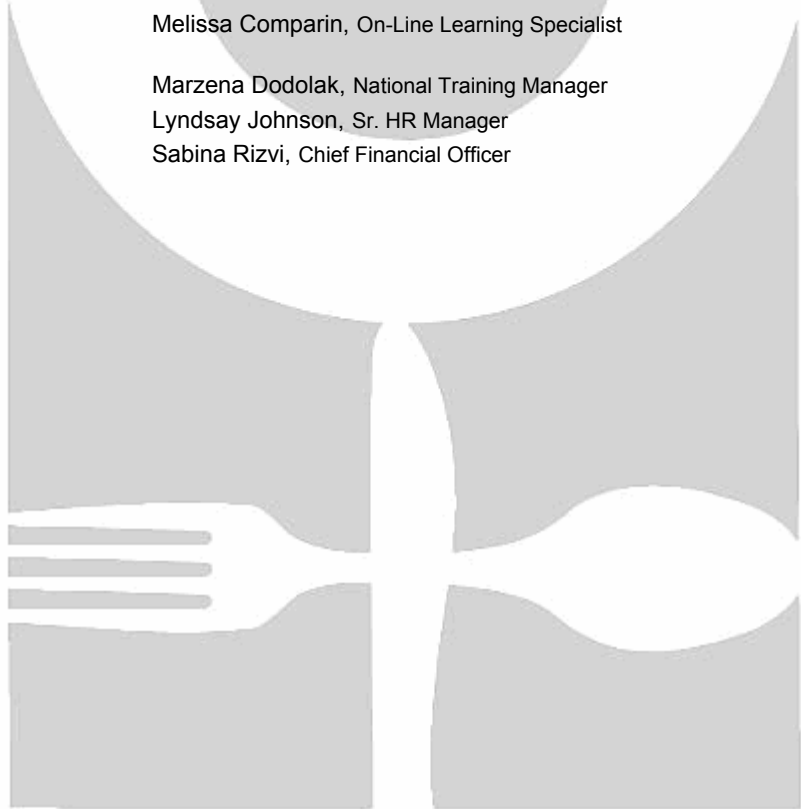 Melissa Comparin, On-Line Learning Specialist
Marzena Dodolak, National Training Manager
Lyndsay Johnson, Sr. HR Manager
Sabina Rizvi, Chief Financial Officer